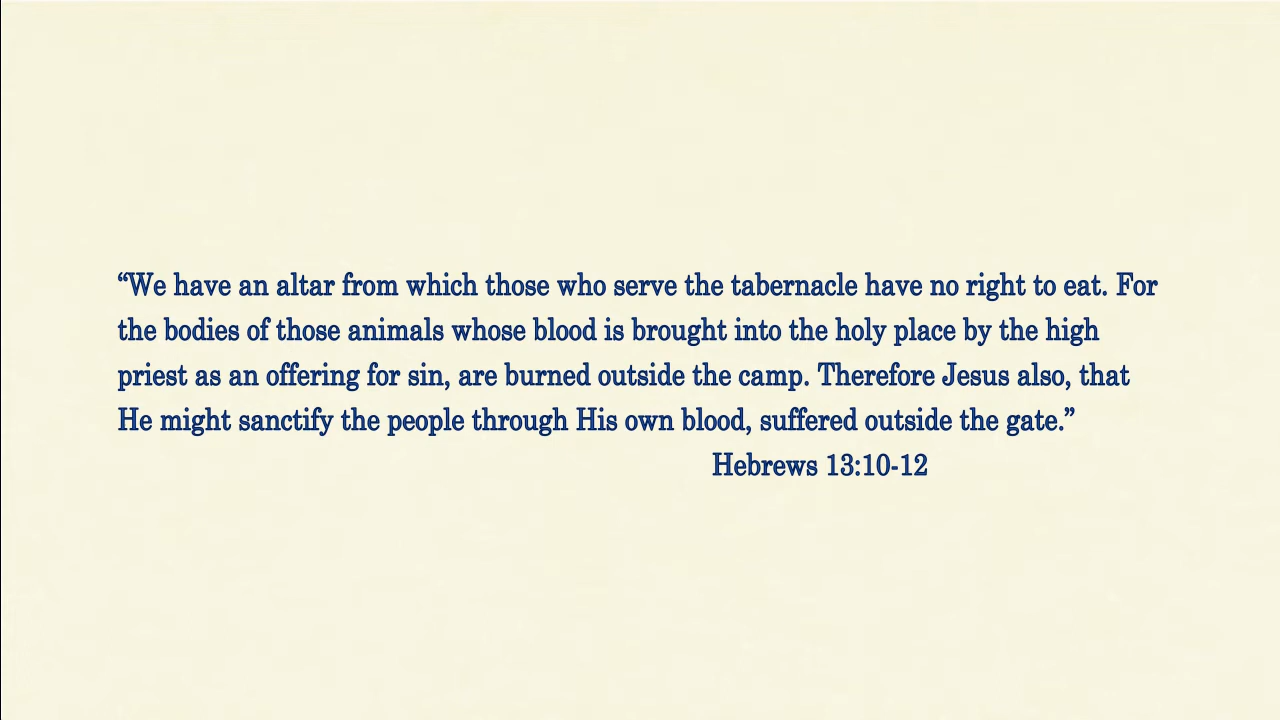 “We have an altar from which those who serve the tabernacle have no right to eat. For
the bodies of those animals whose blood is brought into the holy place by the high
priest as an offering for sin, are burned outside the camp. Therefore Jesus also, that
He might sanctify the people through His own blood, suffered outside the gate.”
Hebrews 13:10-12